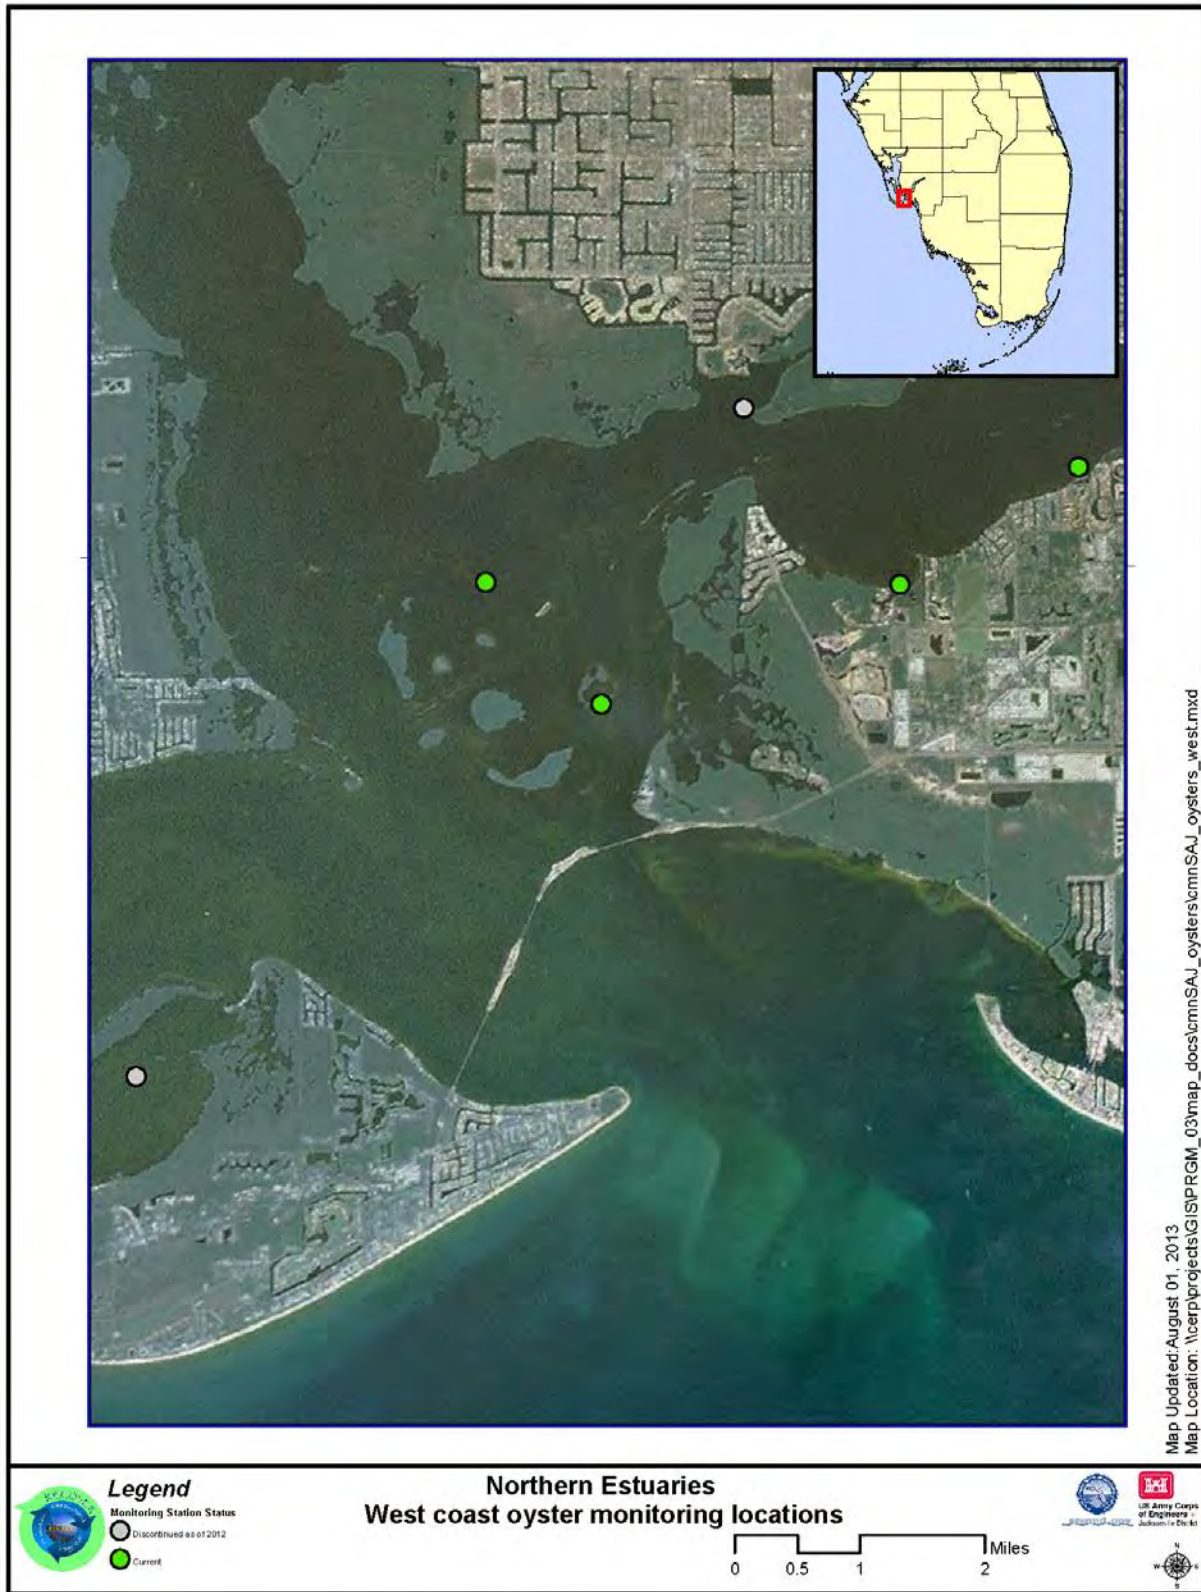 Map Updated:August 01, 2013
Map Location: \\cerp\projects\GIS\PRGM_03\map_docs\cmnSAJ_oysters\cmnSAJ_oysters_west.mxd
Legend
Monitoring Station Status
Discontinued as of 2012
Current
Northern Estuaries
West coast oyster monitoring locations
0 0.5 1 2
Miles
US Army Corps
of Engineers
Jacksonville District
N
W E
S